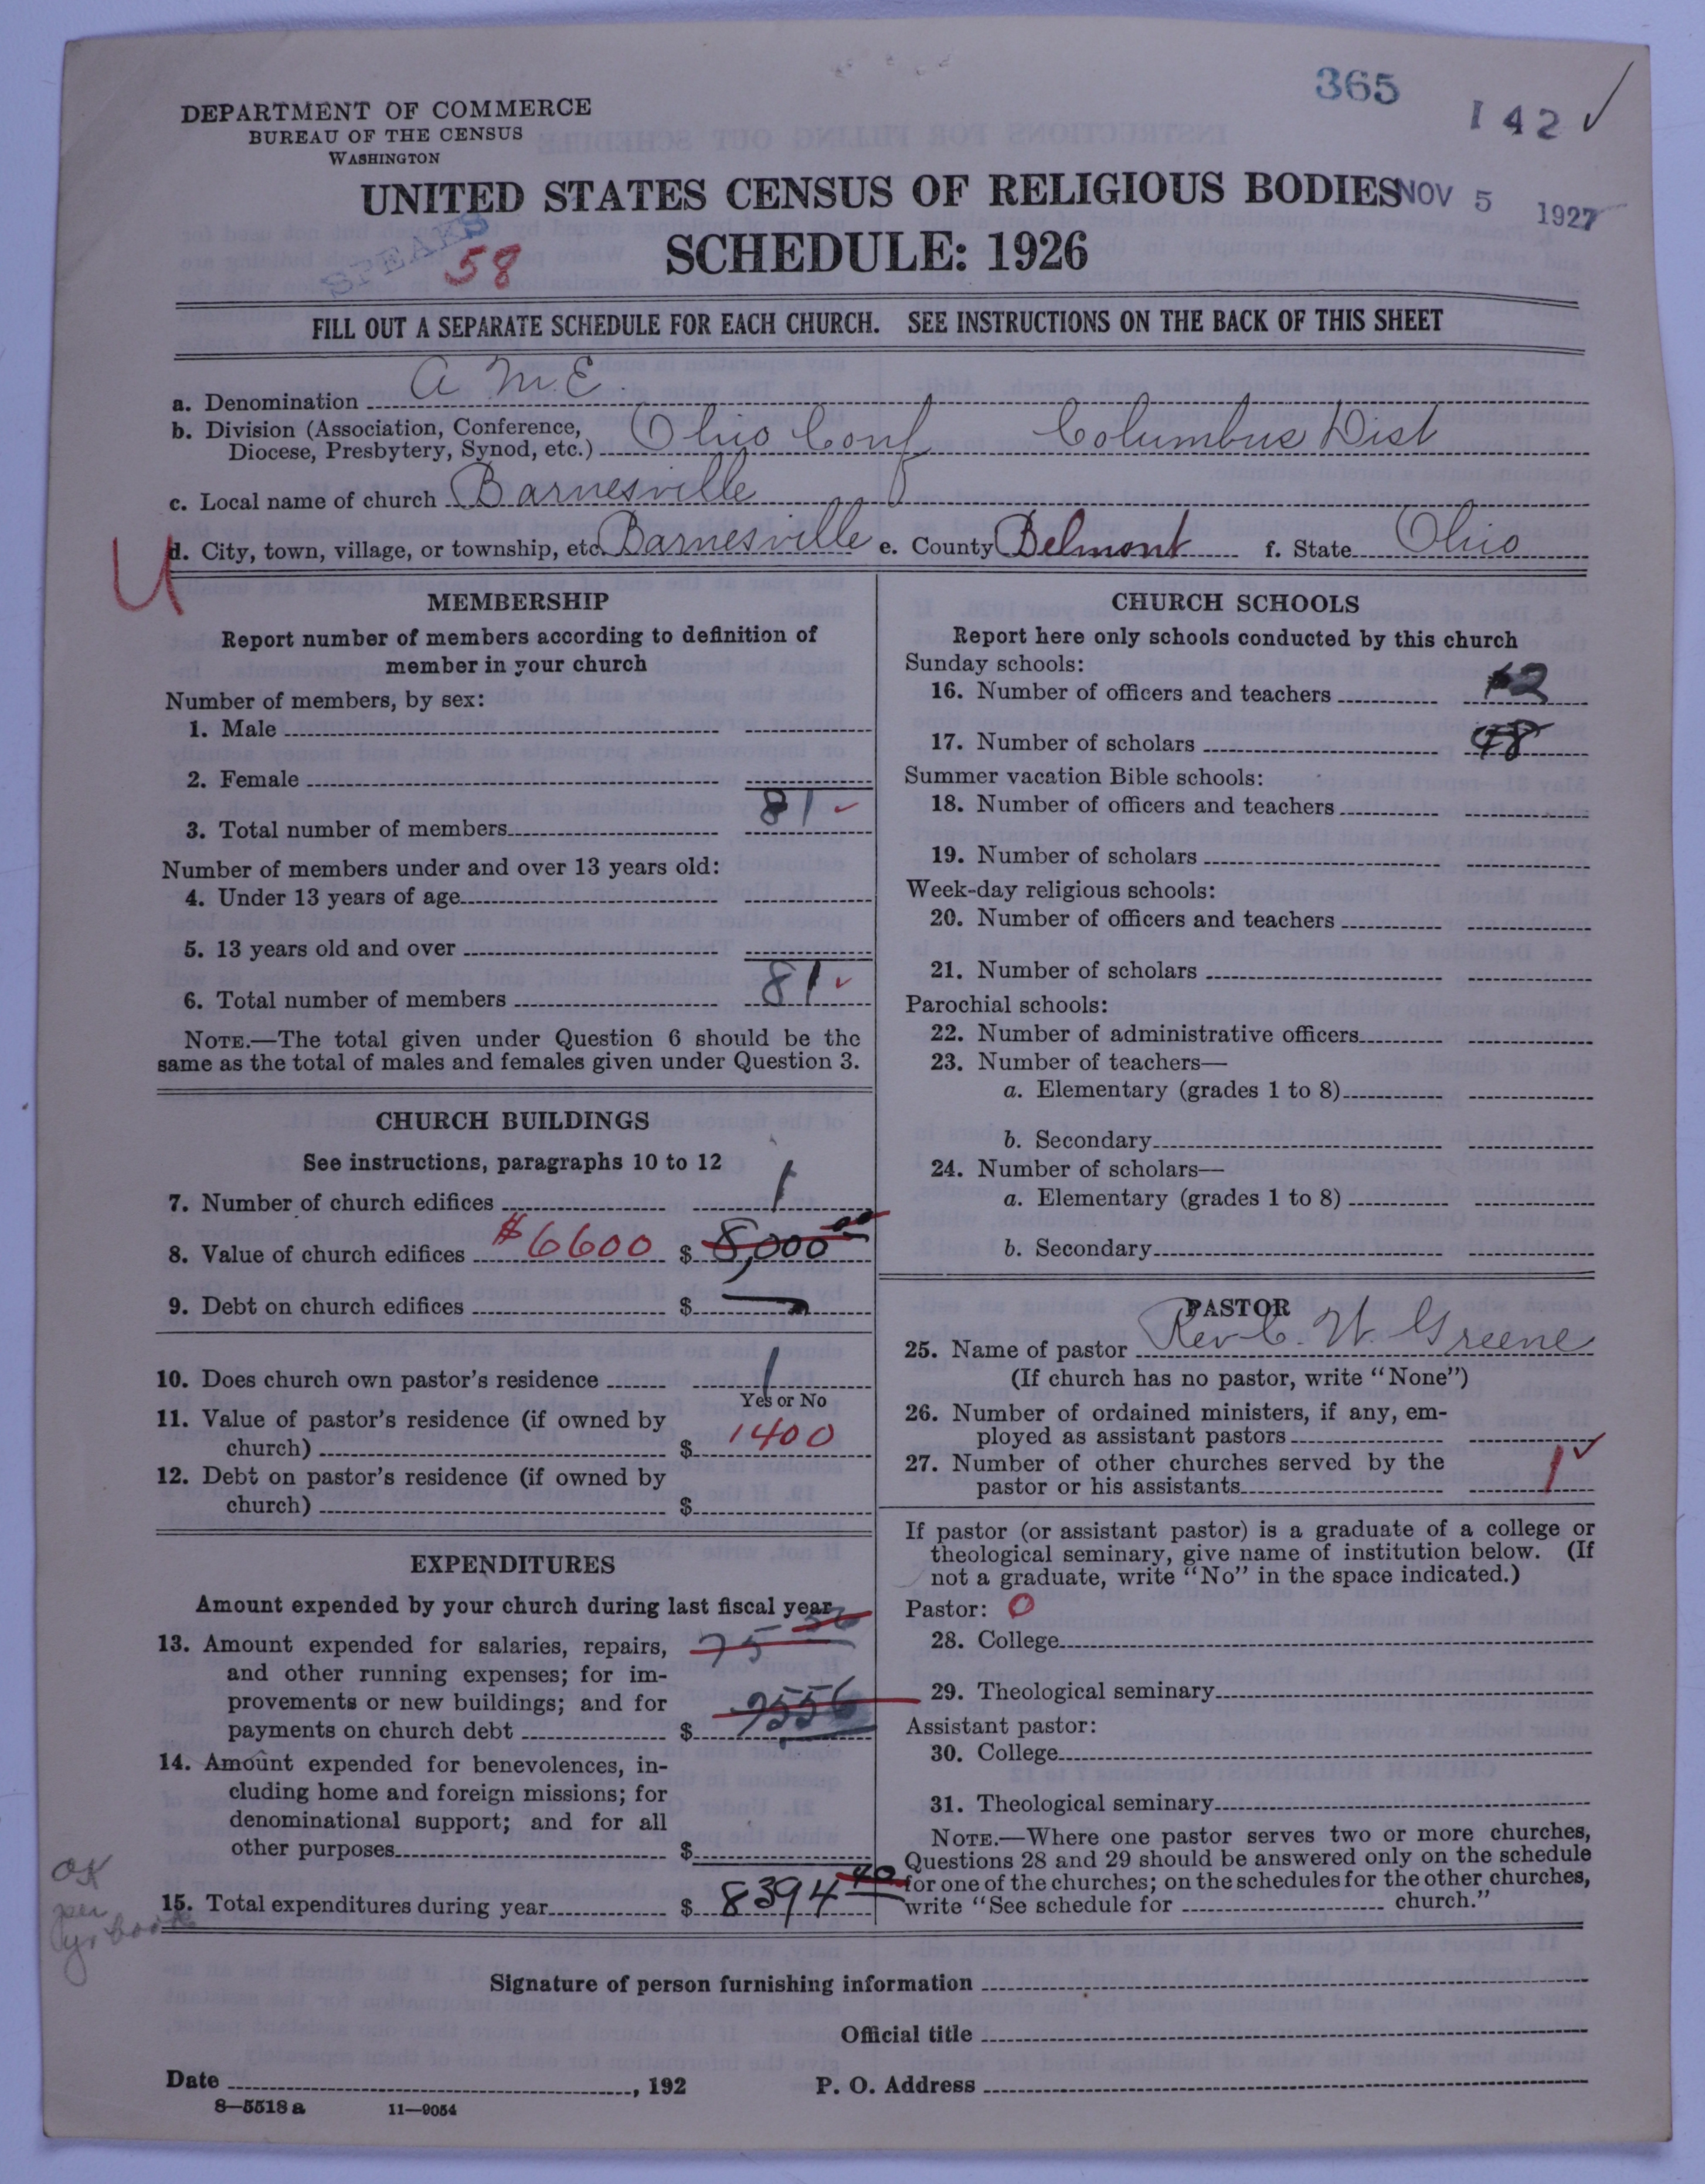 365
142 ✓
DEPARTMENT OF COMMERCE
BUREAU OF THE CENSUS
WASHINGTON
UNITED STATES CENSUS OF RELIGIOUS BODIES
NOV 5 1927
SPEAKS
58
SCHEDULE: 1926
FILL OUT A SEPARATE SCHEDULE FOR EACH CHURCH. SEE INSTRUCTIONS ON THE BACK OF THIS SHEET
a. Denomination A. M. E.
b. Division (Association, Conference,
Diocese, Presbytery, Synod, etc.) Ohio Conf Columbus Dist
c. Local name of church Barnesville
U
d. City, town, village, or township, etc. Barnesville e. County Belmont f. State Ohio
MEMBERSHIP
Report number of members according to definition of
member in your church
Number of members, by sex:
1. Male
2. Female
3. Total number of members 81 ✓
Number of members under and over 13 years old:
4. Under 13 years of age
5. 13 years old and over
6. Total number of members 81 ✓
NOTE.—The total given under Question 6 should be the
same as the total of males and females given under Question 3.
CHURCH BUILDINGS
See instructions, paragraphs 10 to 12
7. Number of church edifices 1
8. Value of church edifices $6600 $ 8,000 00
9. Debt on church edifices $
10. Does church own pastor's residence 1
Yes or No
11. Value of pastor's residence (if owned by
church) $ 1400
12. Debt on pastor's residence (if owned by
church) $
EXPENDITURES
Amount expended by your church during last fiscal year
13. Amount expended for salaries, repairs,
and other running expenses; for im-
provements or new buildings; and for
payments on church debt $
14. Amount expended for benevolences, in-
cluding home and foreign missions; for
denominational support; and for all
other purposes $
15. Total expenditures during year $ 8394 40
OK
per
yr book
CHURCH SCHOOLS
Report here only schools conducted by this church
Sunday schools:
16. Number of officers and teachers
17. Number of scholars 48
Summer vacation Bible schools:
18. Number of officers and teachers
19. Number of scholars
Week-day religious schools:
20. Number of officers and teachers
21. Number of scholars
Parochial schools:
22. Number of administrative officers
23. Number of teachers—
a. Elementary (grades 1 to 8)
b. Secondary
24. Number of scholars—
a. Elementary (grades 1 to 8)
b. Secondary
PASTOR
25. Name of pastor Rev C. W. Greene
(If church has no pastor, write "None")
26. Number of ordained ministers, if any, em-
ployed as assistant pastors
27. Number of other churches served by the
pastor or his assistants 1 ✓
If pastor (or assistant pastor) is a graduate of a college or
theological seminary, give name of institution below. (If
not a graduate, write "No" in the space indicated.)
Pastor: 0
28. College
29. Theological seminary
Assistant pastor:
30. College
31. Theological seminary
NOTE.—Where one pastor serves two or more churches,
Questions 28 and 29 should be answered only on the schedule
for one of the churches; on the schedules for the other churches,
write "See schedule for church."
Signature of person furnishing information
Official title
Date , 192 P. O. Address
8—5518 a 11—9054